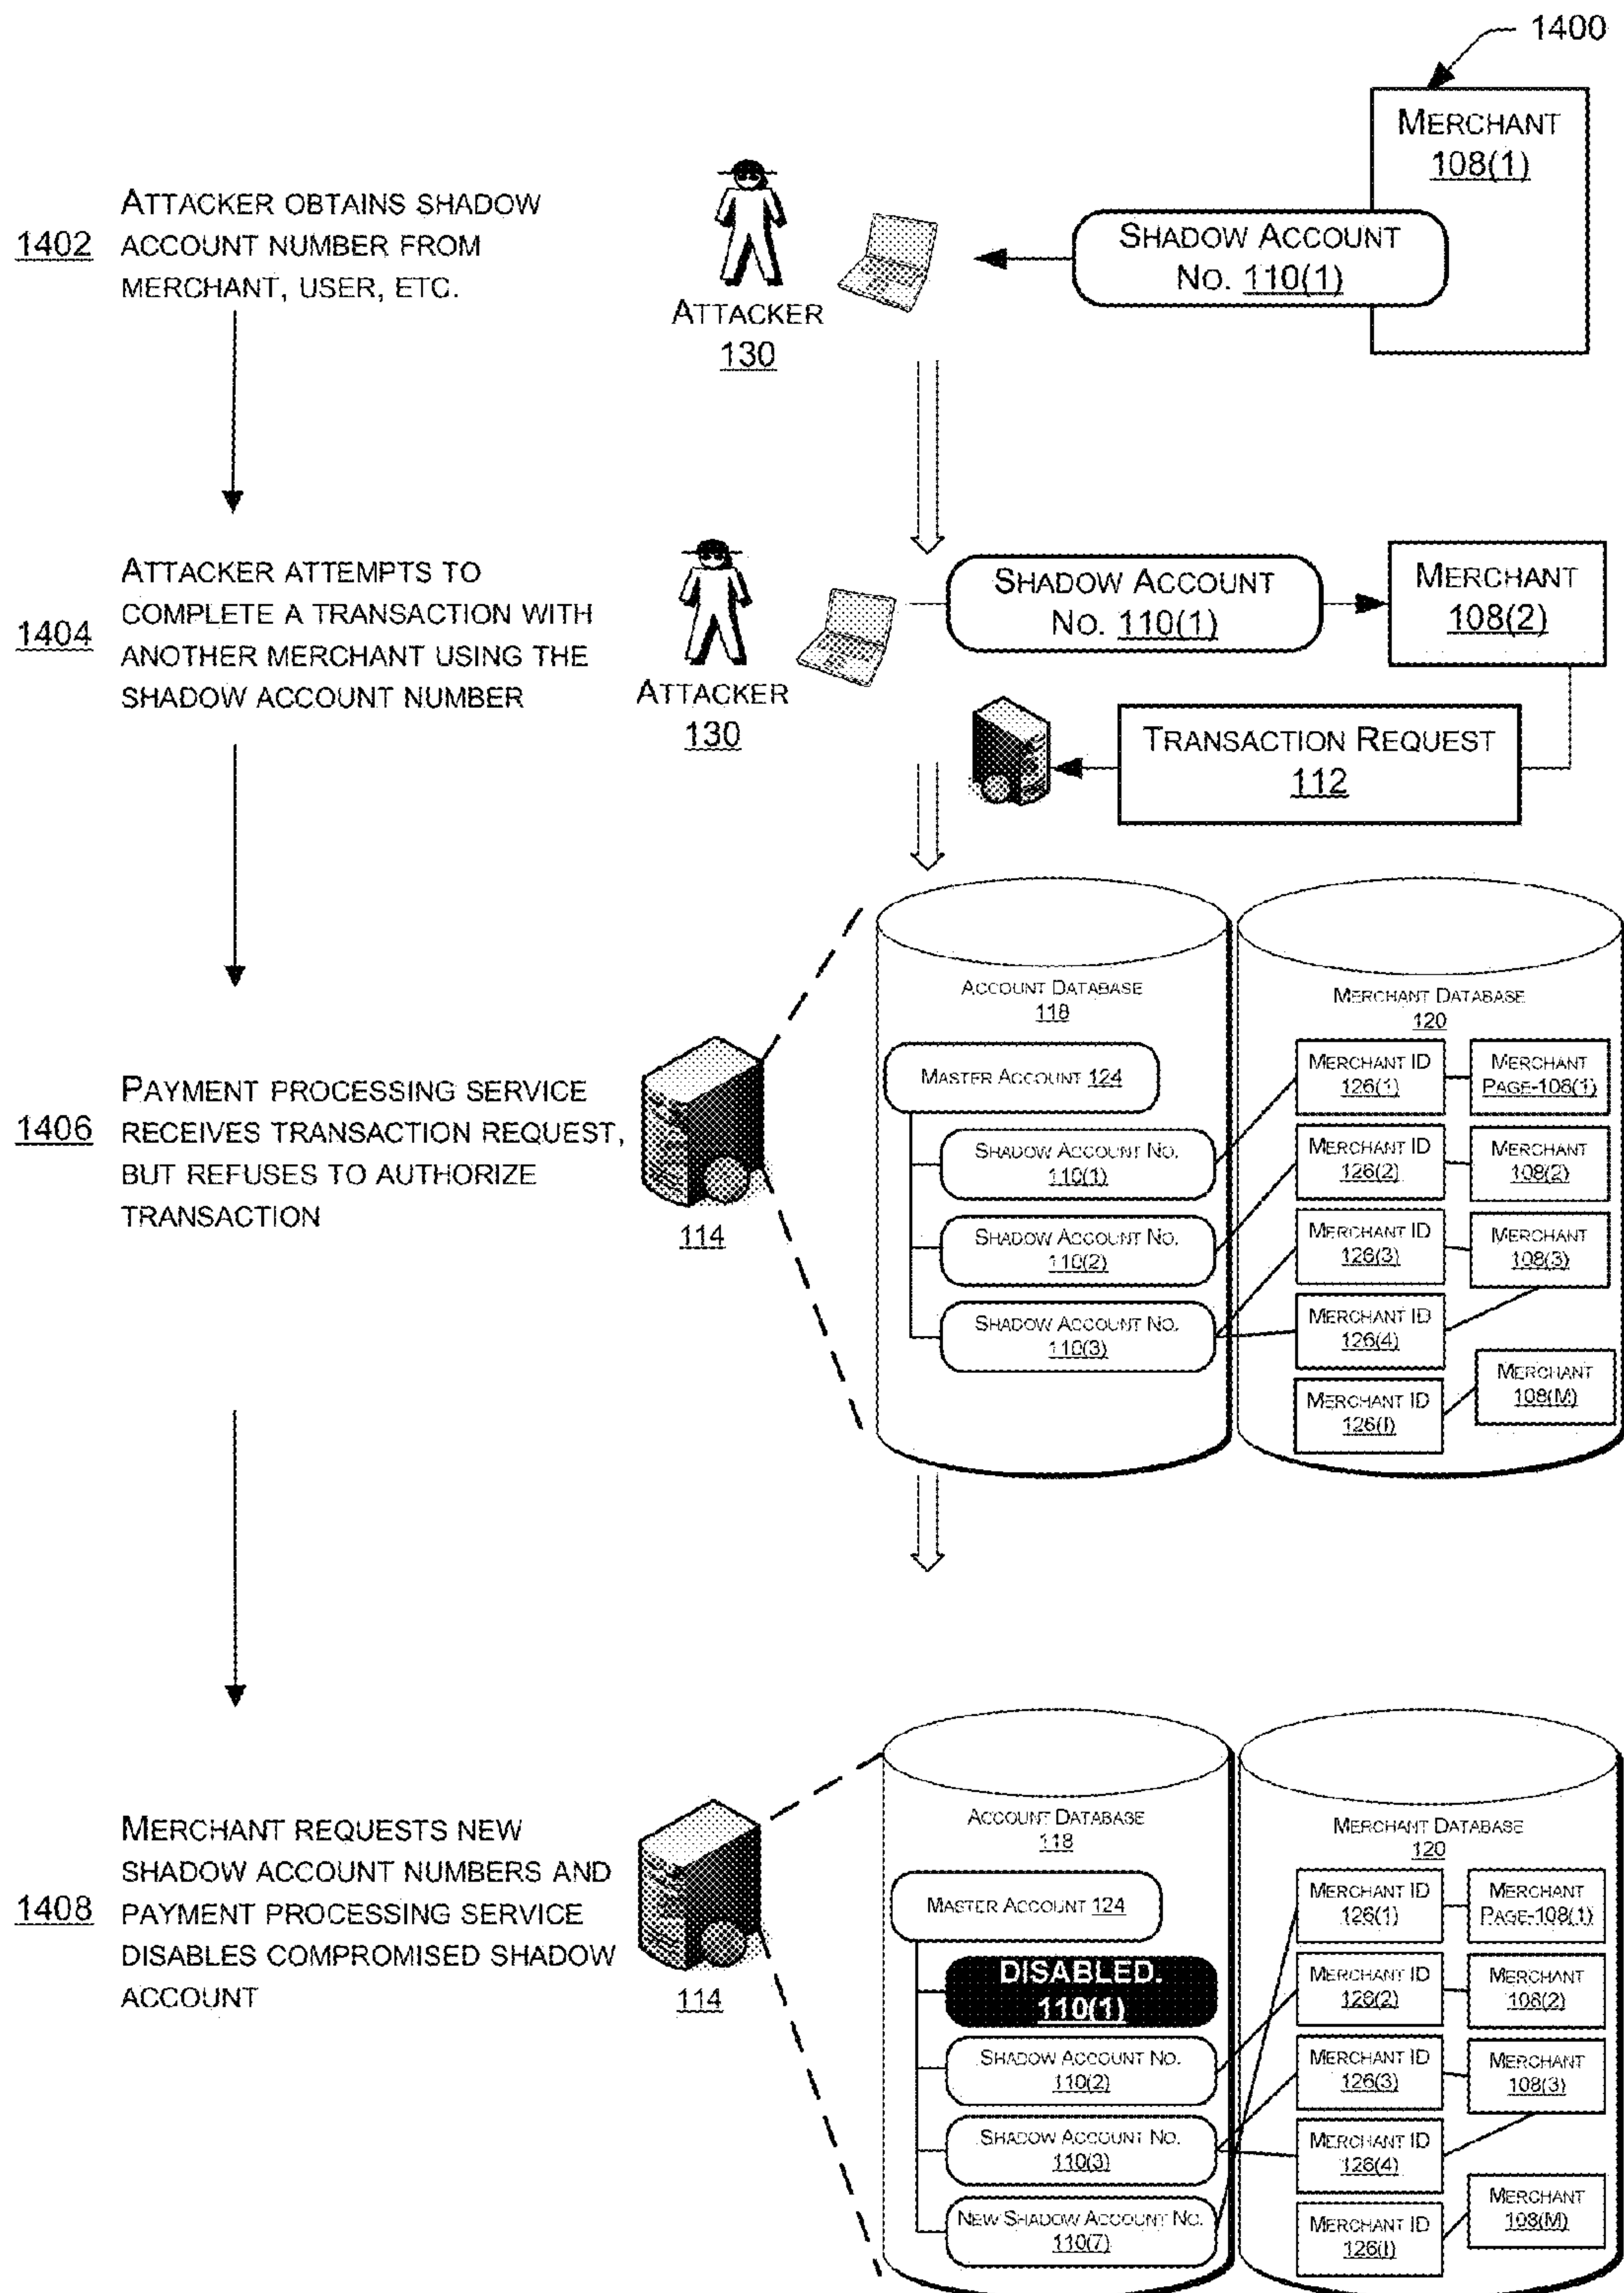 1400
MERCHANT
108(1)
1402
ATTACKER OBTAINS SHADOW
ACCOUNT NUMBER FROM
MERCHANT, USER, ETC.
SHADOW ACCOUNT
NO. 110(1)
ATTACKER
130
1404
ATTACKER ATTEMPTS TO
COMPLETE A TRANSACTION WITH
ANOTHER MERCHANT USING THE
SHADOW ACCOUNT NUMBER
ATTACKER
130
SHADOW ACCOUNT
NO. 110(1)
MERCHANT
108(2)
TRANSACTION REQUEST
112
1406
PAYMENT PROCESSING SERVICE
RECEIVES TRANSACTION REQUEST,
BUT REFUSES TO AUTHORIZE
TRANSACTION
114
ACCOUNT DATABASE
118
MASTER ACCOUNT 124
SHADOW ACCOUNT NO.
110(1)
SHADOW ACCOUNT NO.
110(2)
SHADOW ACCOUNT NO.
110(3)
MERCHANT DATABASE
120
MERCHANT ID
126(1)
MERCHANT
PAGE-108(1)
MERCHANT ID
126(2)
MERCHANT
108(2)
MERCHANT ID
126(3)
MERCHANT
108(3)
MERCHANT ID
126(4)
MERCHANT ID
126(I)
MERCHANT
108(M)
1408
MERCHANT REQUESTS NEW
SHADOW ACCOUNT NUMBERS AND
PAYMENT PROCESSING SERVICE
DISABLES COMPROMISED SHADOW
ACCOUNT
114
ACCOUNT DATABASE
118
MASTER ACCOUNT 124
DISABLED.
110(1)
SHADOW ACCOUNT NO.
110(2)
SHADOW ACCOUNT NO.
110(3)
NEW SHADOW ACCOUNT NO.
110(7)
MERCHANT DATABASE
120
MERCHANT ID
126(1)
MERCHANT
PAGE-108(1)
MERCHANT ID
126(2)
MERCHANT
108(2)
MERCHANT ID
126(3)
MERCHANT
108(3)
MERCHANT ID
126(4)
MERCHANT ID
126(I)
MERCHANT
108(M)